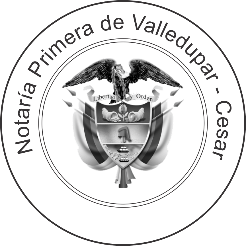 Notaría Primera de Valledupar - Cesar
Libertad y Orden